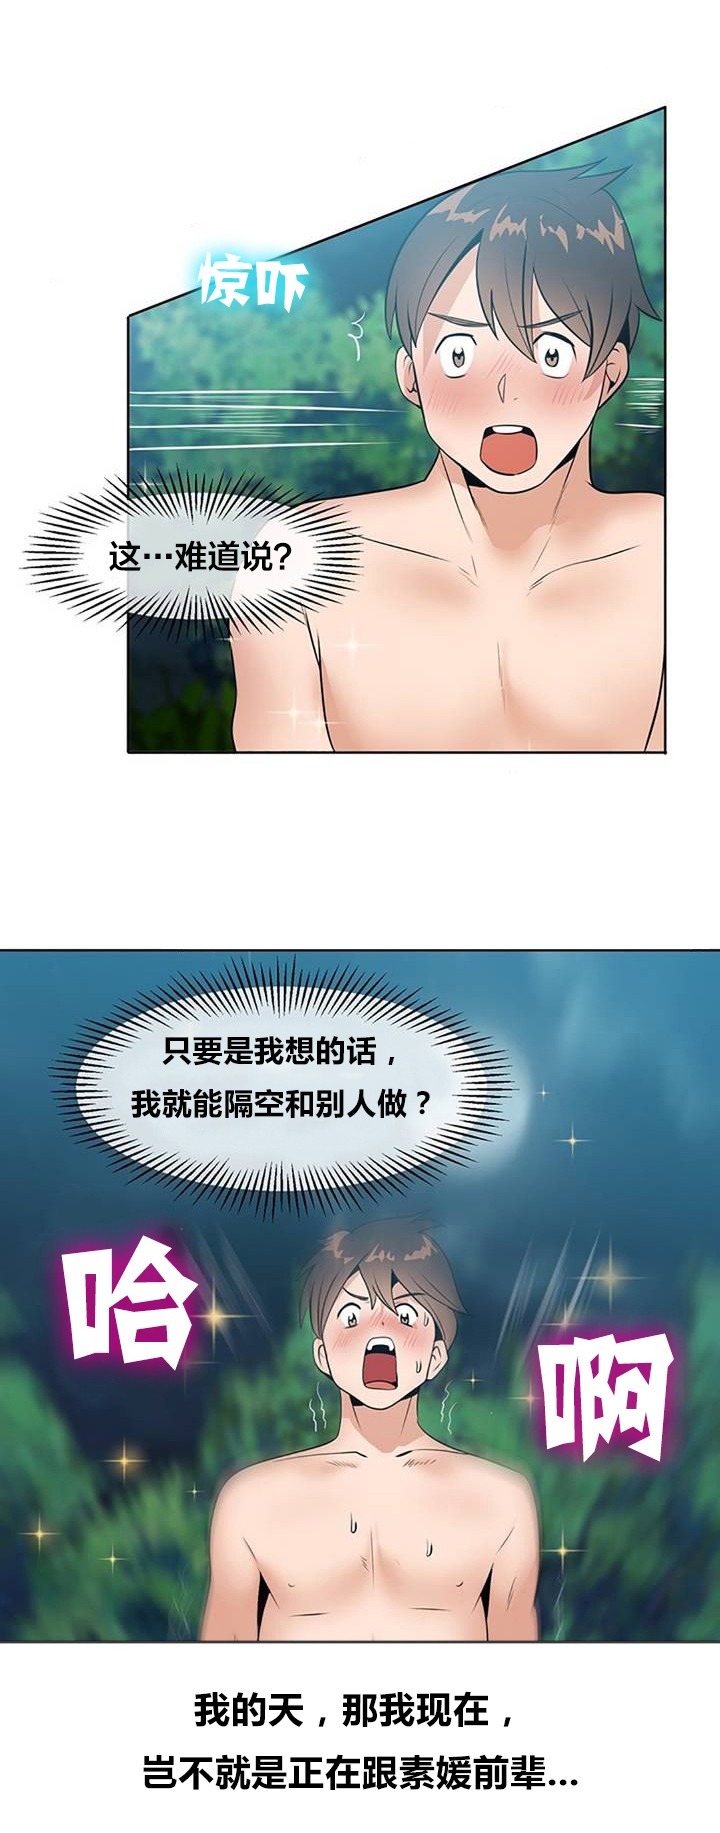 惊吓
这…难道说?
只要是我想的话，
我就能隔空和别人做？
哈
啊
我的天，那我现在，
岂不就是正在跟素媛前辈...